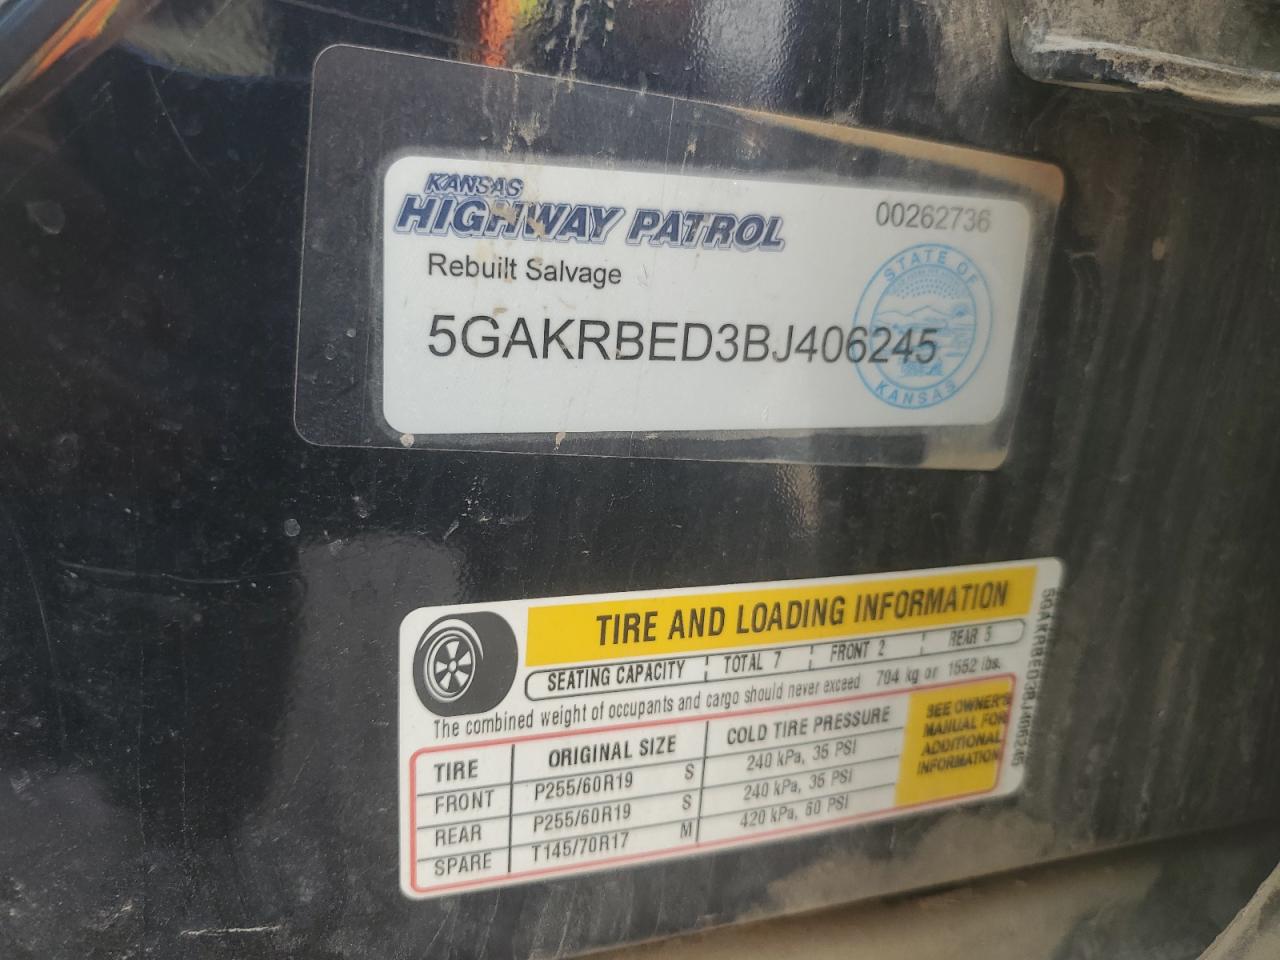 KANSAS
HIGHWAY PATROL
00262736
Rebuilt Salvage
5GAKRBED3BJ406245
STATE OF
KANSAS
TIRE AND LOADING INFORMATION
SEATING CAPACITY TOTAL 7 FRONT 2 REAR 5
The combined weight of occupants and cargo should never exceed 704 kg or 1552 lbs.
TIRE ORIGINAL SIZE COLD TIRE PRESSURE
FRONT P255/60R19 S 240 kPa, 35 PSI
REAR P255/60R19 S 240 kPa, 35 PSI
SPARE T145/70R17 M 420 kPa, 60 PSI
SEE OWNER'S
MANUAL FOR
ADDITIONAL
INFORMATION
5GAKRBED3BJ406245